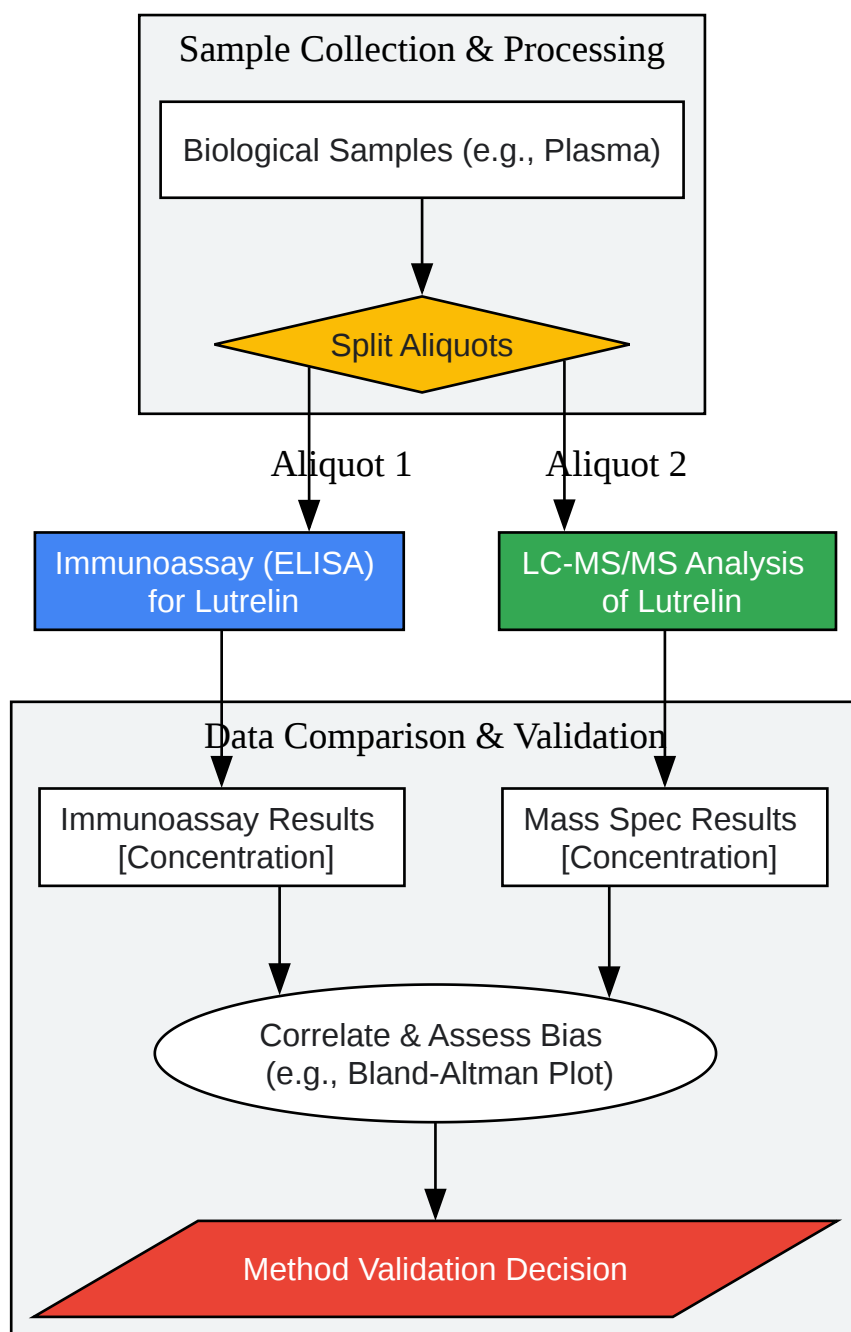 Sample Collection & Processing
Biological Samples (e.g., Plasma)
Split Aliquots
Aliquot 1
Aliquot 2
Immunoassay (ELISA)
for Lutrelin
LC-MS/MS Analysis
of Lutrelin
Data Comparison & Validation
Immunoassay Results
[Concentration]
Mass Spec Results
[Concentration]
Correlate & Assess Bias
(e.g., Bland-Altman Plot)
Method Validation Decision